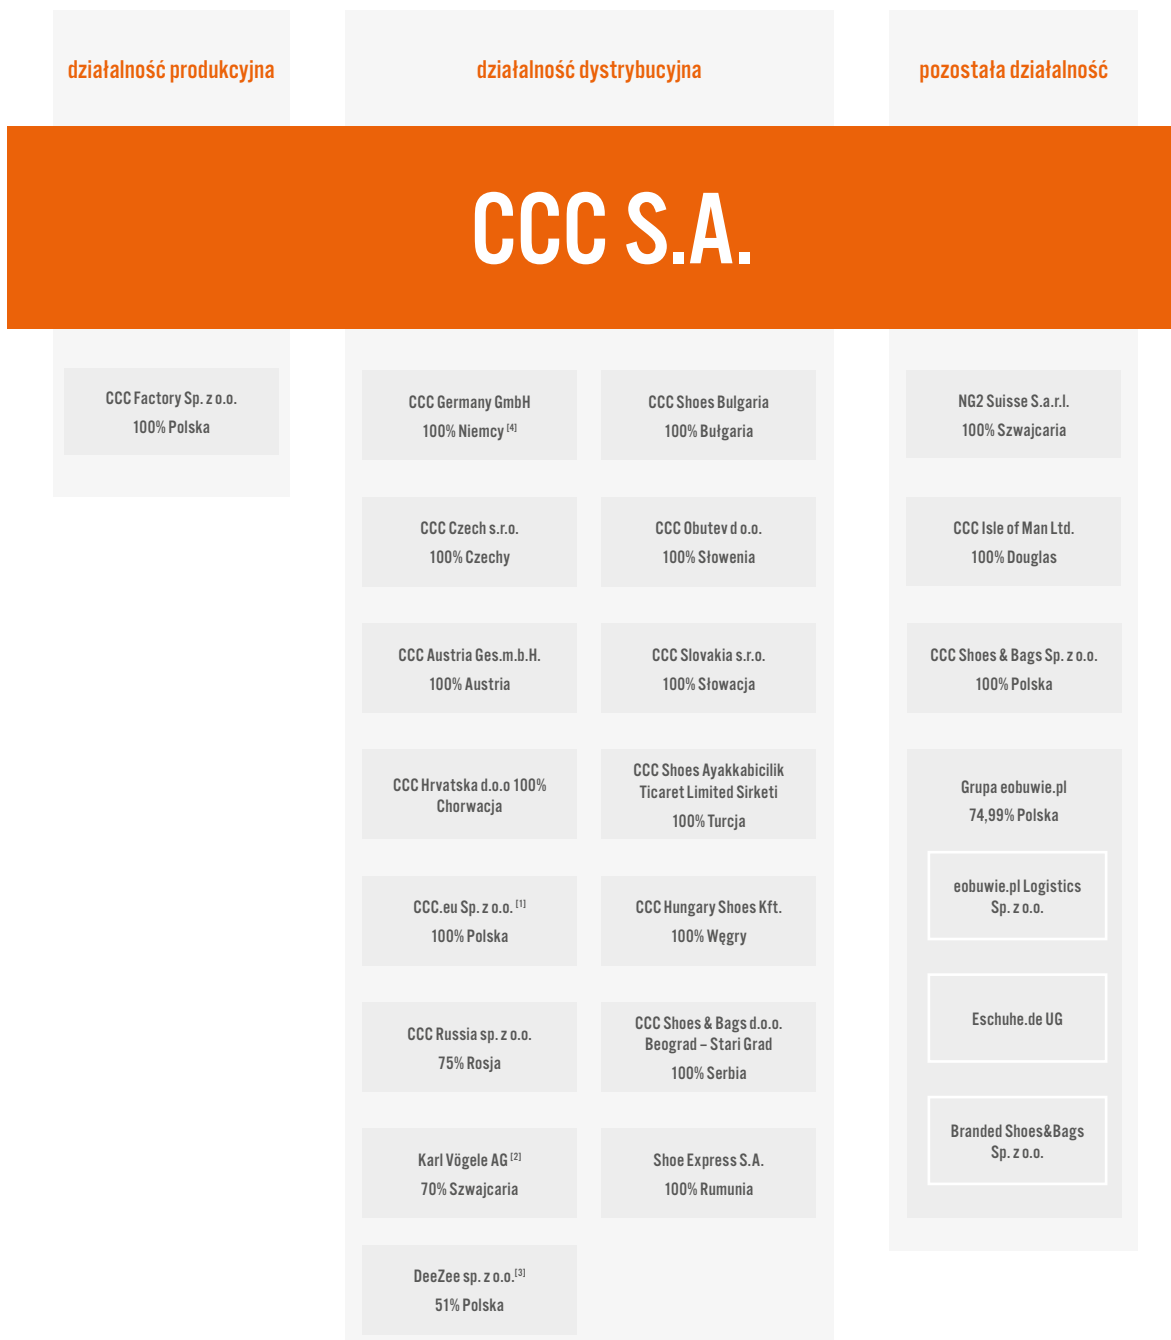 działalność produkcyjna
działalność dystrybucyjna
pozostała działalność
CCC S.A.
CCC Factory Sp. z o.o.
100% Polska
CCC Germany GmbH
100% Niemcy [4]
CCC Czech s.r.o.
100% Czechy
CCC Austria Ges.m.b.H.
100% Austria
CCC Hrvatska d.o.o 100%
Chorwacja
CCC.eu Sp. z o.o. [1]
100% Polska
CCC Russia sp. z o.o.
75% Rosja
Karl Vögele AG [2]
70% Szwajcaria
DeeZee sp. z o.o.[3]
51% Polska
CCC Shoes Bulgaria
100% Bułgaria
CCC Obutev d o.o.
100% Słowenia
CCC Slovakia s.r.o.
100% Słowacja
CCC Shoes Ayakkabicilik
Ticaret Limited Sirketi
100% Turcja
CCC Hungary Shoes Kft.
100% Węgry
CCC Shoes & Bags d.o.o.
Beograd – Stari Grad
100% Serbia
Shoe Express S.A.
100% Rumunia
NG2 Suisse S.a.r.l.
100% Szwajcaria
CCC Isle of Man Ltd.
100% Douglas
CCC Shoes & Bags Sp. z o.o.
100% Polska
Grupa eobuwie.pl
74,99% Polska
eobuwie.pl Logistics
Sp. z o.o.
Eschuhe.de UG
Branded Shoes&Bags
Sp. z o.o.